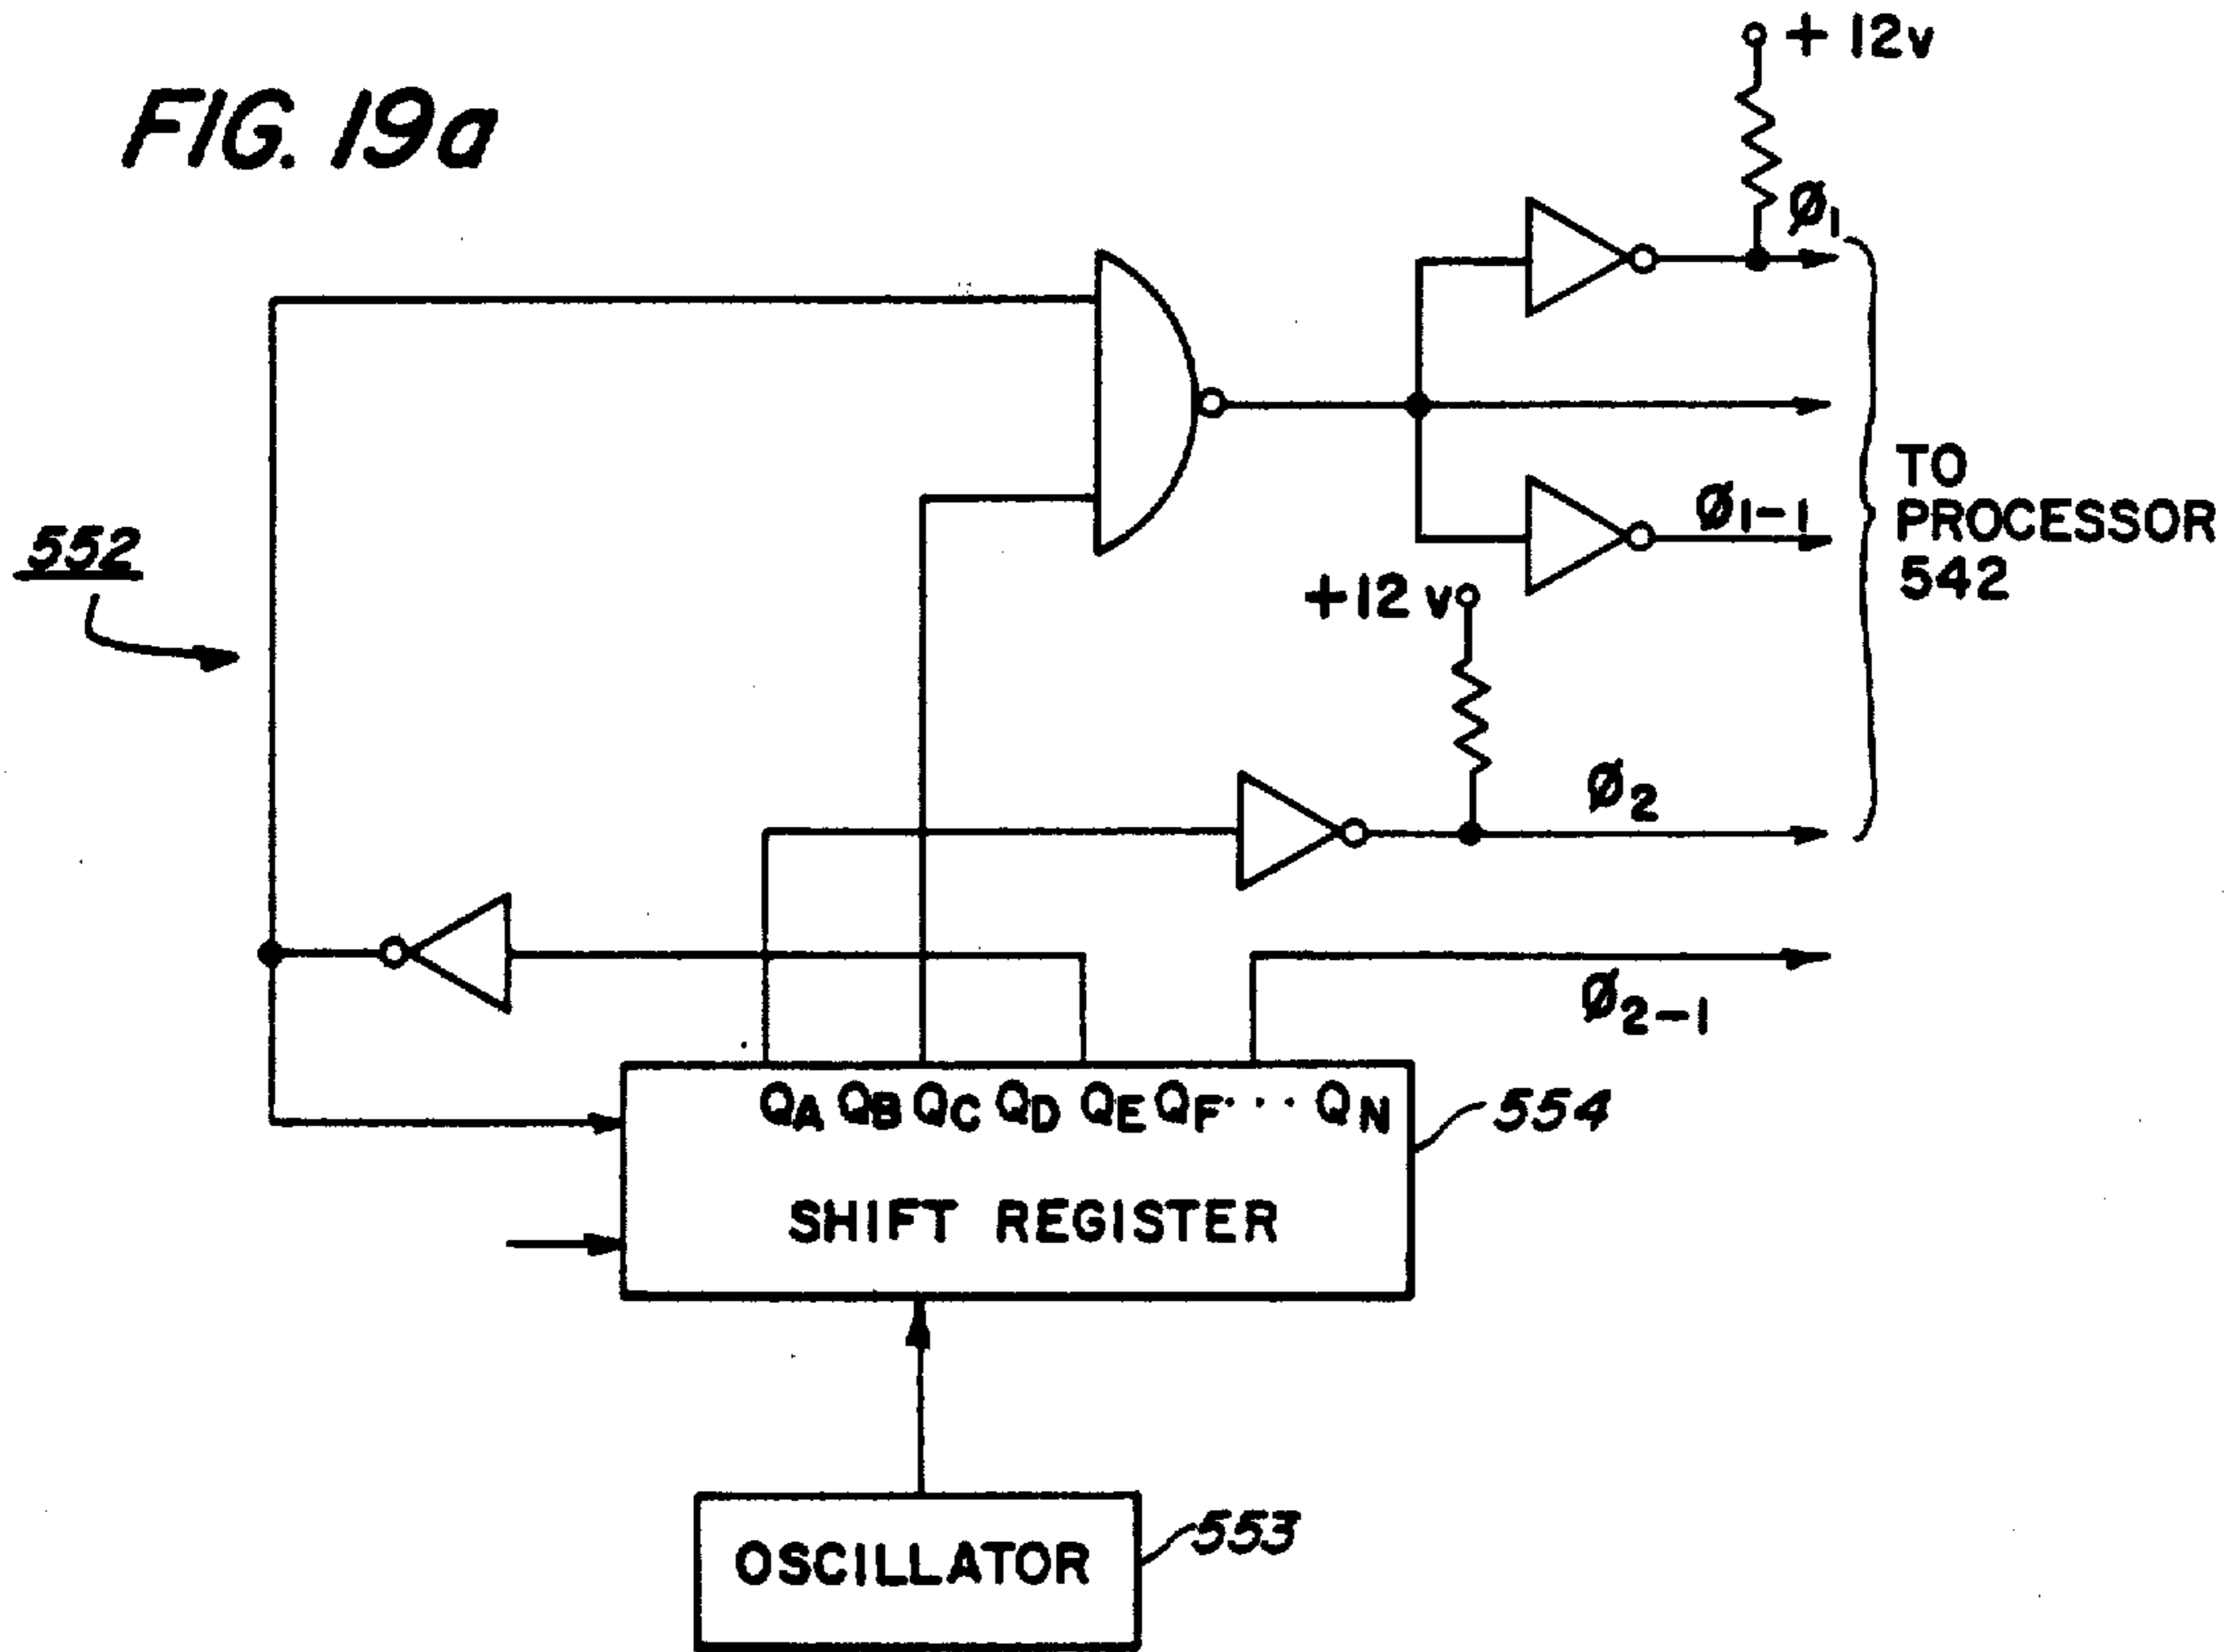 FIG. 19a
+12v
Ø1
552
Ø1-1
TO
PROCESSOR
542
+12 v
Ø2
Ø2-1
QA QB QC QD QE QF... QN
554
SHIFT REGISTER
OSCILLATOR
553